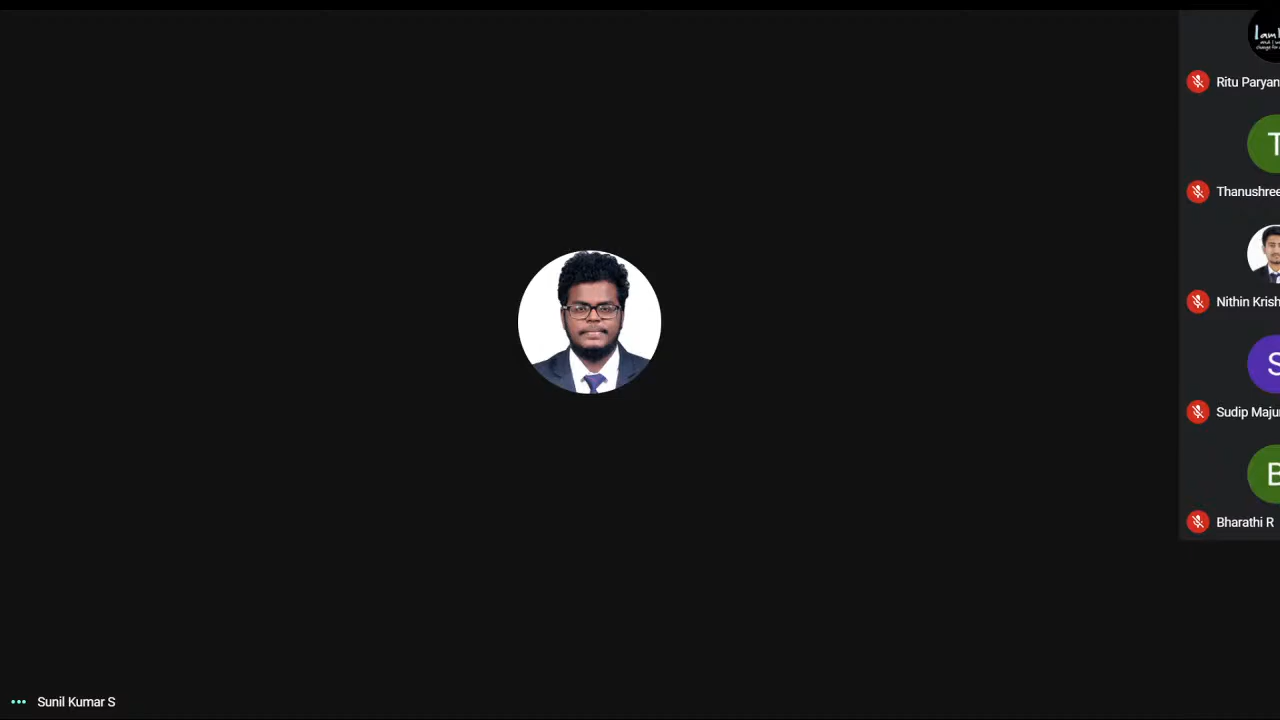 Ritu Paryan
T
Thanushree
Nithin Krish
S
Sudip Maju
B
Bharathi R
Sunil Kumar S